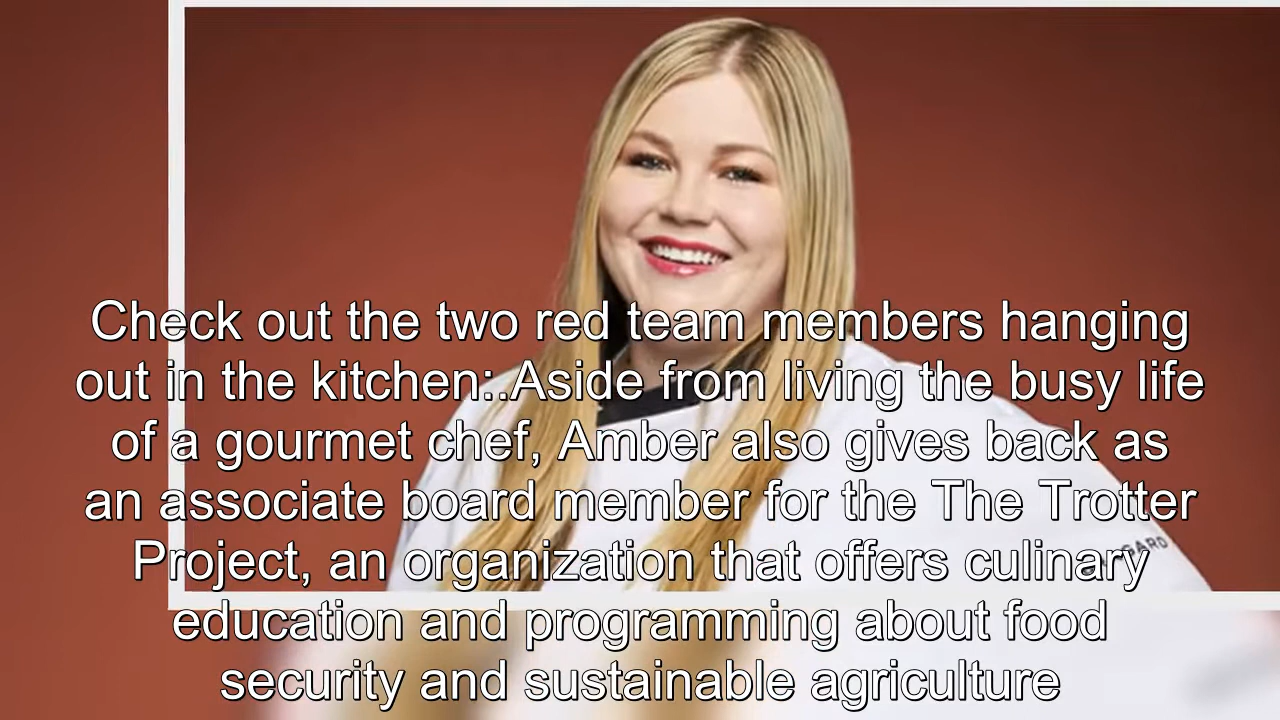 Check out the two red team members hanging
out in the kitchen:.Aside from living the busy life
of a gourmet chef, Amber also gives back as
an associate board member for the The Trotter
Project, an organization that offers culinary
education and programming about food
security and sustainable agriculture